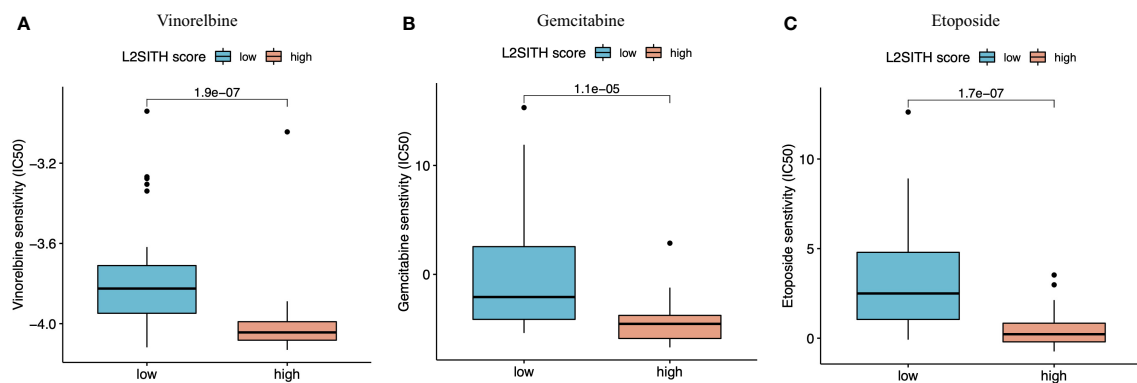 A
Vinorelbine
L2SITH score low high
1.9e−07
Vinorelbine senstivity (IC50)
−3.2
−3.6
−4.0
low high
B
Gemcitabine
L2SITH score low high
1.1e−05
Gemcitabine senstivity (IC50)
10
0
low high
C
Etoposide
L2SITH score low high
1.7e−07
Etoposide senstivity (IC50)
10
5
0
low high